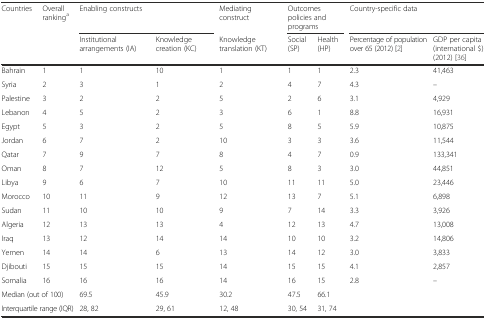 Countries Overall rankingᵃ Enabling constructs Mediating construct Outcomes policies and programs Country-specific data
Institutional arrangements (IA) Knowledge creation (KC) Knowledge translation (KT) Social (SP) Health (HP) Percentage of population over 65 (2012) [2] GDP per capita (international $) (2012) [36]
Bahrain 1 1 10 1 1 1 2.3 41,463
Syria 2 3 1 2 4 7 4.3 –
Palestine 3 2 2 5 2 6 3.1 4,929
Lebanon 4 5 2 3 6 1 8.8 16,931
Egypt 5 3 2 5 8 5 5.9 10,875
Jordan 6 7 2 10 3 3 3.6 11,544
Qatar 7 9 7 8 4 7 0.9 133,341
Oman 8 7 12 5 8 3 3.0 44,851
Libya 9 6 7 10 11 11 5.0 23,446
Morocco 10 11 9 12 13 7 5.1 6,898
Sudan 11 10 10 9 7 14 3.3 3,926
Algeria 12 13 13 4 12 13 4.7 13,008
Iraq 13 12 14 14 10 10 3.2 14,806
Yemen 14 14 6 13 14 12 3.0 3,833
Djibouti 15 15 15 14 15 15 4.1 2,857
Somalia 16 16 16 14 16 15 2.8 –
Median (out of 100) 69.5 45.9 30.2 47.5 66.1
Interquartile range (IQR) 28, 82 29, 61 12, 48 30, 54 31, 74